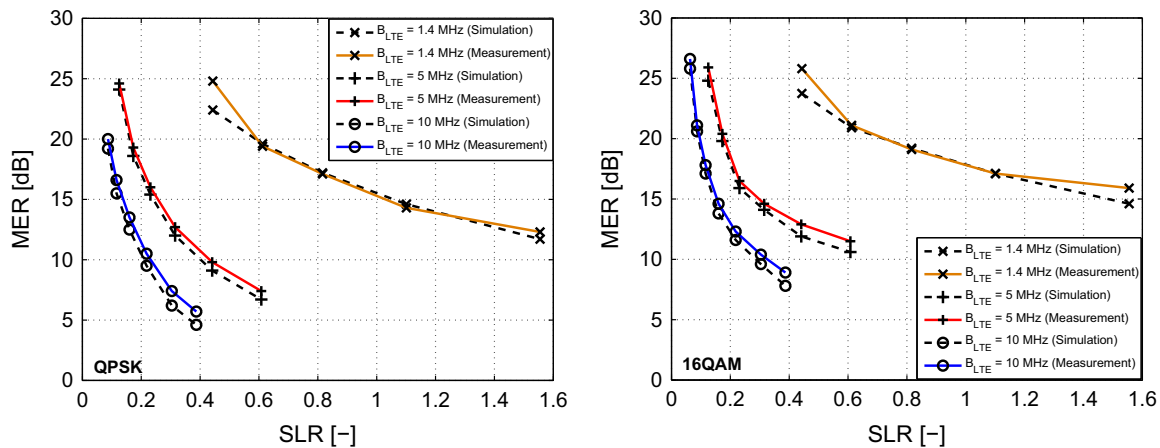 30
25
20
15
10
5
0
MER [dB]
B_LTE = 1.4 MHz (Simulation)
B_LTE = 1.4 MHz (Measurement)
B_LTE = 5 MHz (Simulation)
B_LTE = 5 MHz (Measurement)
B_LTE = 10 MHz (Simulation)
B_LTE = 10 MHz (Measurement)
QPSK
0 0.2 0.4 0.6 0.8 1 1.2 1.4 1.6
SLR [−]
30
25
20
15
10
5
0
MER [dB]
B_LTE = 1.4 MHz (Simulation)
B_LTE = 1.4 MHz (Measurement)
B_LTE = 5 MHz (Simulation)
B_LTE = 5 MHz (Measurement)
B_LTE = 10 MHz (Simulation)
B_LTE = 10 MHz (Measurement)
16QAM
0 0.2 0.4 0.6 0.8 1 1.2 1.4 1.6
SLR [−]